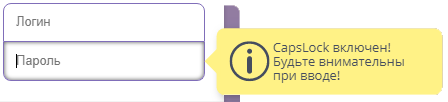 Логин
Пароль
CapsLock включен!
Будьте внимательны
при вводе!